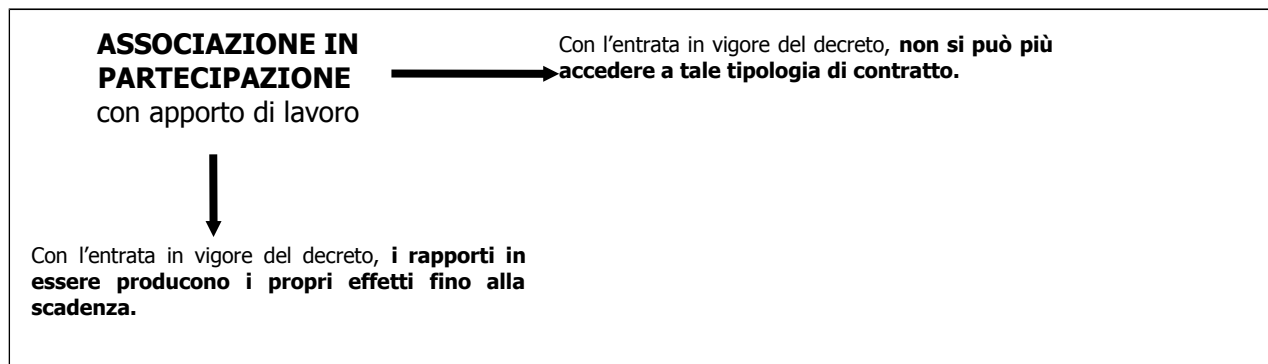 ASSOCIAZIONE IN
PARTECIPAZIONE
con apporto di lavoro
Con l'entrata in vigore del decreto, non si può più
accedere a tale tipologia di contratto.
Con l'entrata in vigore del decreto, i rapporti in
essere producono i propri effetti fino alla
scadenza.